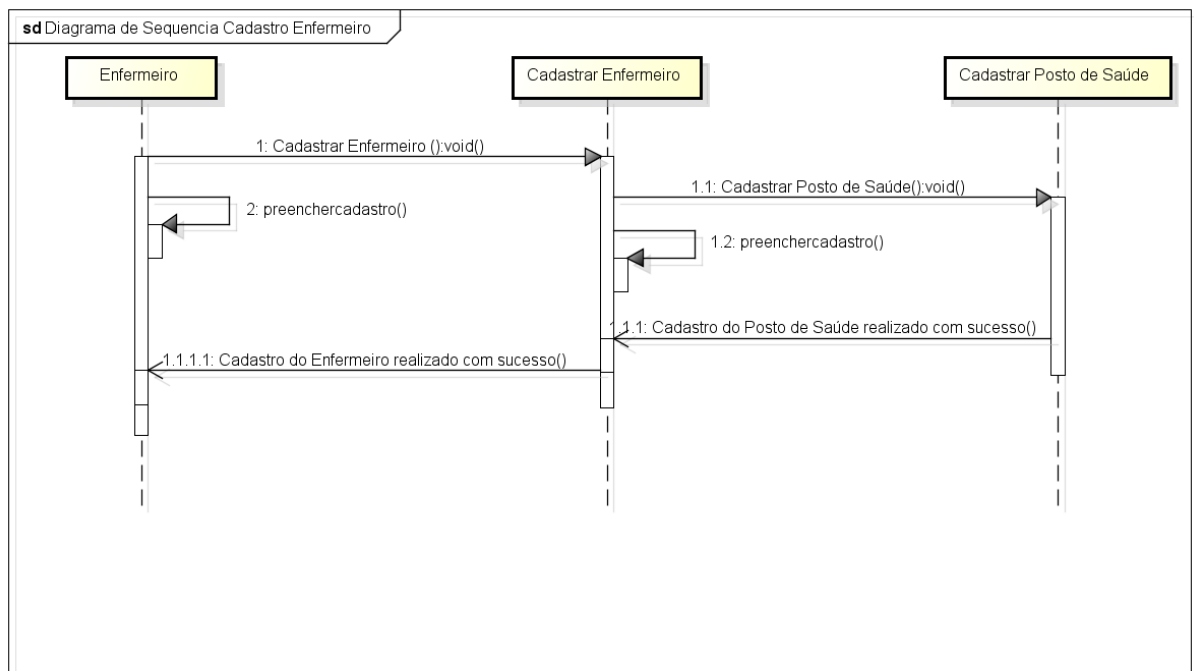 sd Diagrama de Sequencia Cadastro Enfermeiro
Enfermeiro
Cadastrar Enfermeiro
Cadastrar Posto de Saúde
1: Cadastrar Enfermeiro ():void()
1.1: Cadastrar Posto de Saúde():void()
2: preenchercadastro()
1.2: preenchercadastro()
1.1.1: Cadastro do Posto de Saúde realizado com sucesso()
1.1.1.1: Cadastro do Enfermeiro realizado com sucesso()